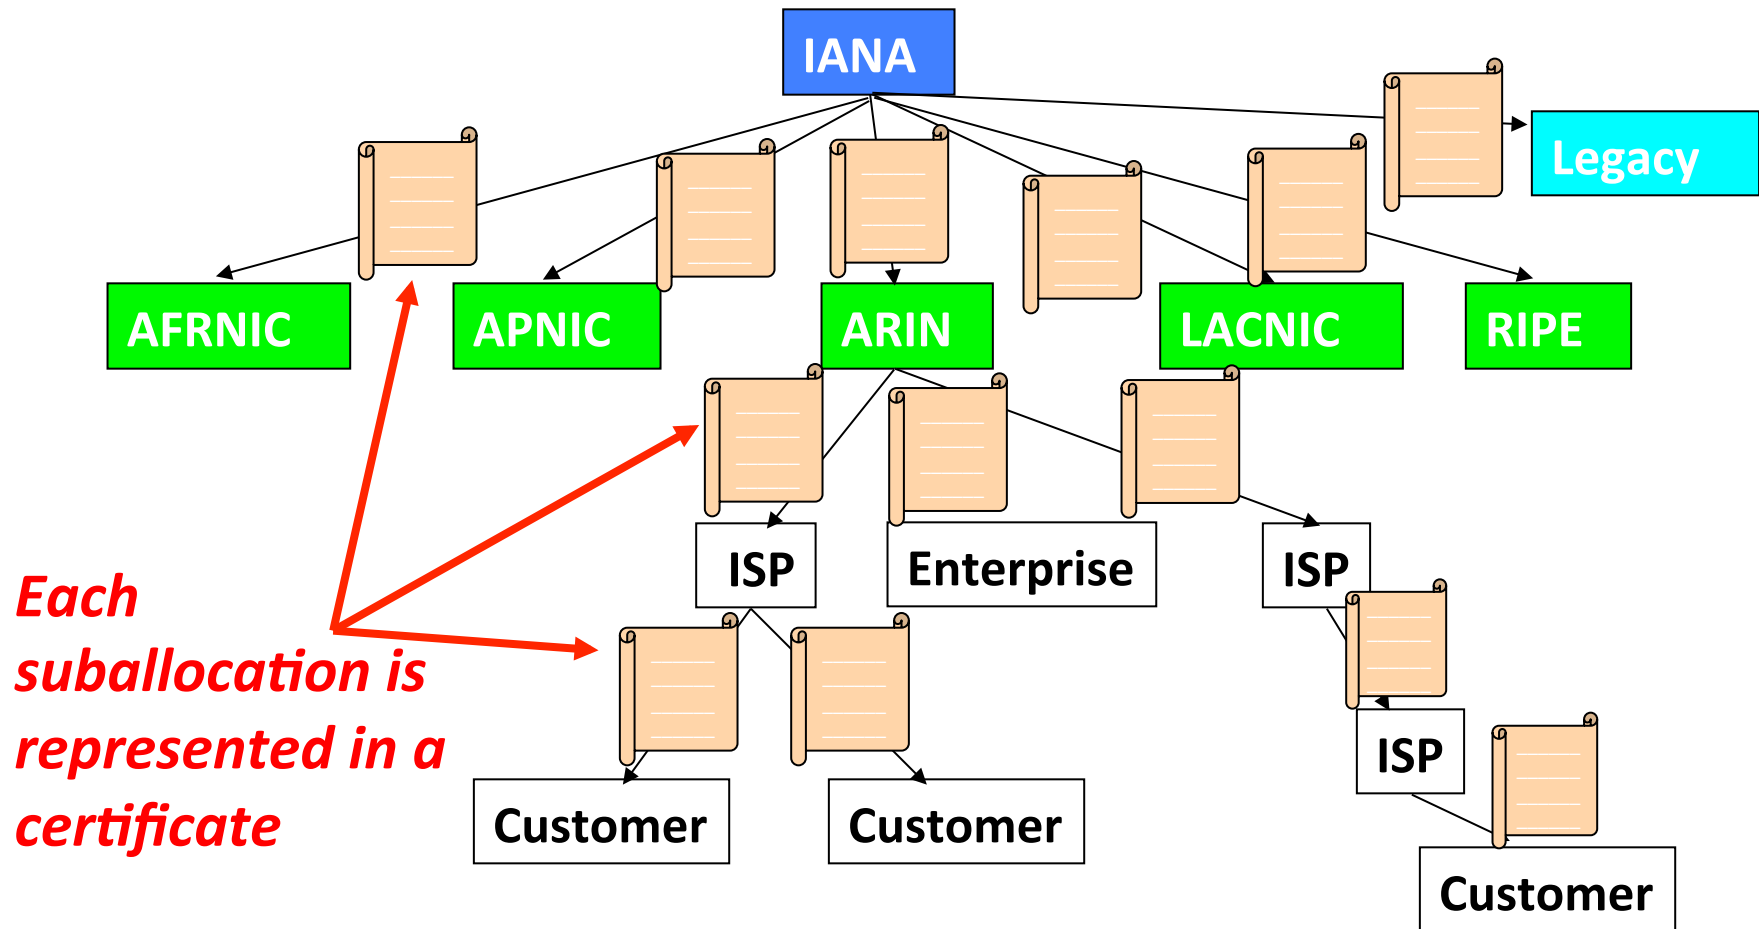 IANA
Legacy
AFRNIC
APNIC
ARIN
LACNIC
RIPE
ISP
Enterprise
ISP
Each
suballocation is
represented in a
certificate
ISP
Customer
Customer
Customer